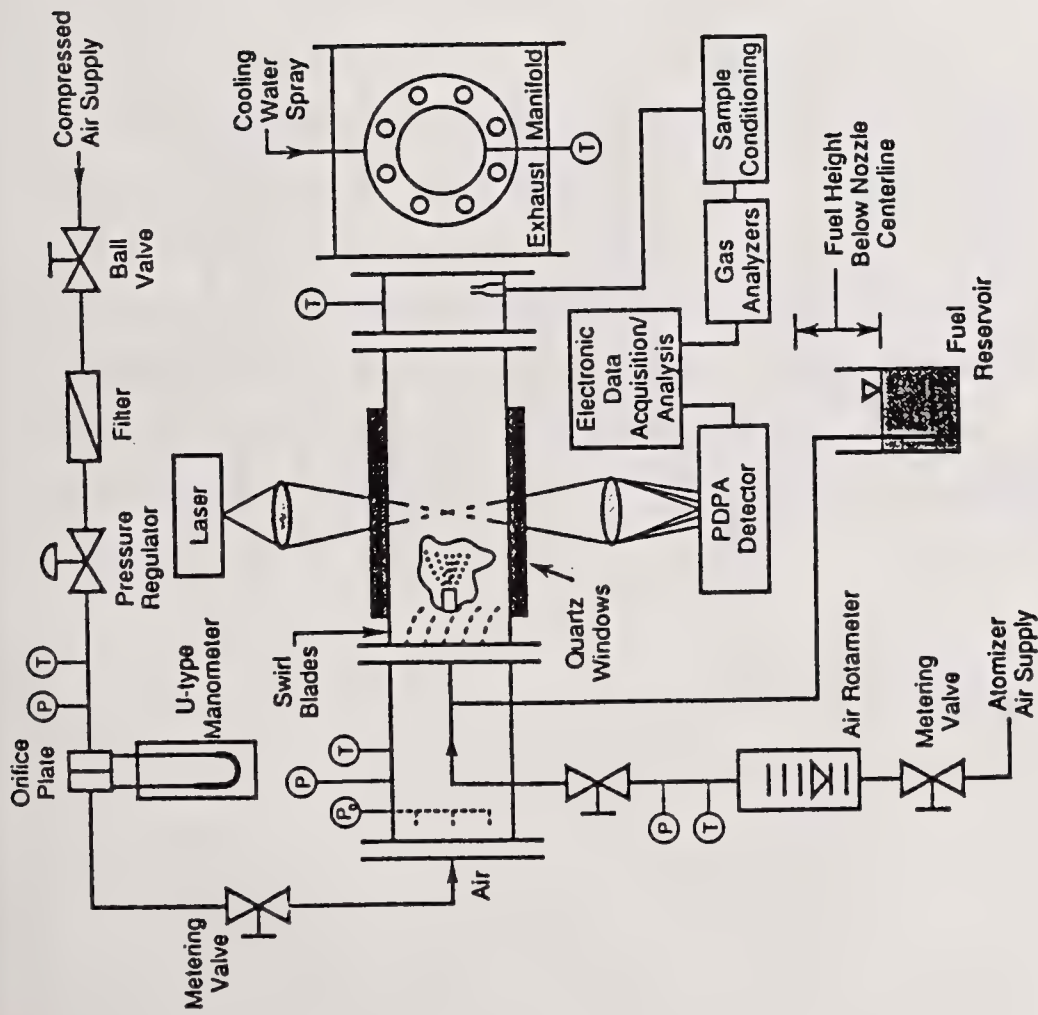 Compressed
Air Supply
Ball
Valve
Filter
Pressure
Regulator
T
P
Orifice
Plate
U-type
Manometer
Metering
Valve
Air
Cooling
Water
Spray
Exhaust Manifold
T
T
Laser
Swirl
Blades
Quartz
Windows
T
P
Po
PDPA
Detector
Electronic
Data
Acquisition/
Analysis
Gas
Analyzers
Sample
Conditioning
Fuel Height
Below Nozzle
Centerline
Fuel
Reservoir
P
T
Air Rotameter
Metering
Valve
Atomizer
Air Supply